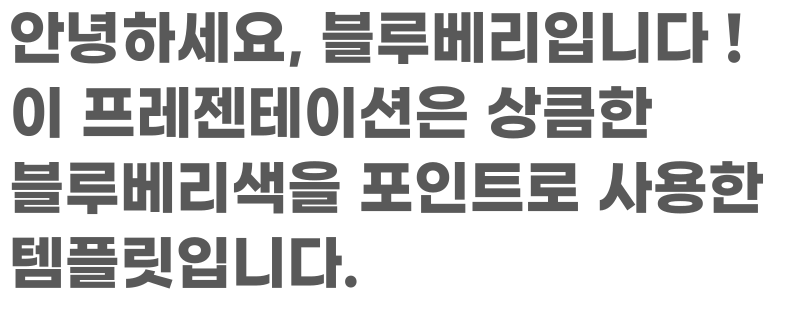 안녕하세요, 블루베리입니다 !
이 프레젠테이션은 상큼한
블루베리색을 포인트로 사용한
템플릿입니다.